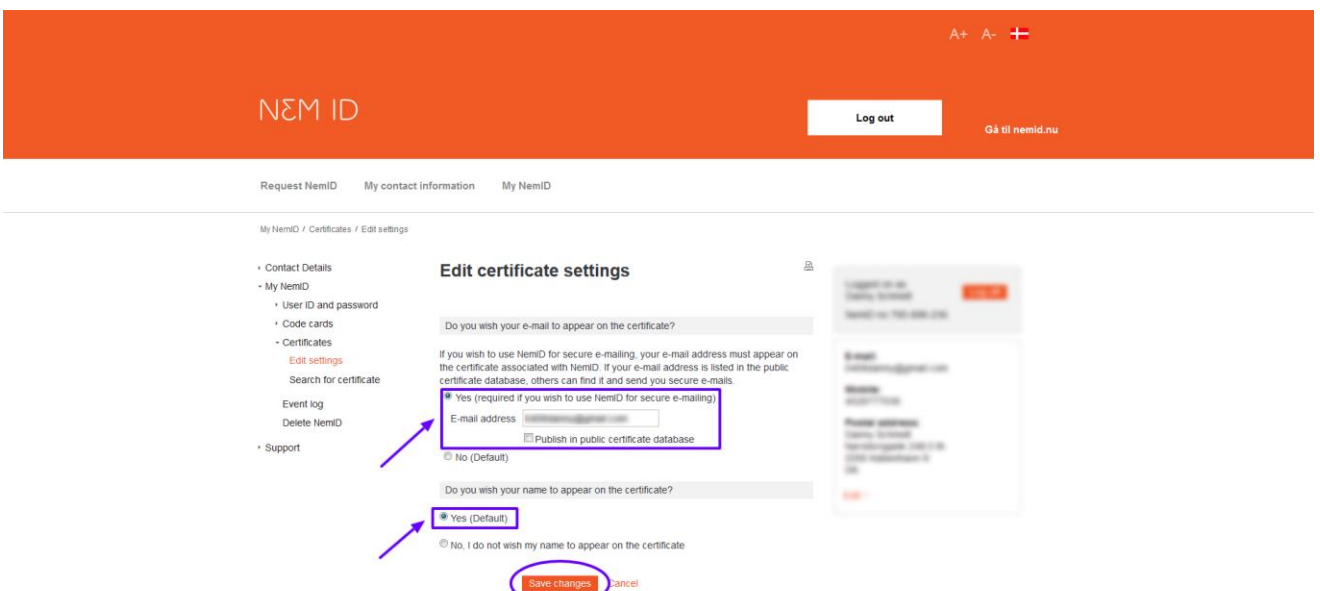 A+ A-
NEM ID
Log out
Gå til nemid.nu
Request NemID My contact information My NemID
My NemID / Certificates / Edit settings
Contact Details
My NemID
User ID and password
Code cards
Certificates
Edit settings
Search for certificate
Event log
Delete NemID
Support
Edit certificate settings
Do you wish your e-mail to appear on the certificate?
If you wish to use NemID for secure e-mailing, your e-mail address must appear on
the certificate associated with NemID. If your e-mail address is listed in the public
certificate database, others can find it and send you secure e-mails.
Yes (required if you wish to use NemID for secure e-mailing)
E-mail address
Publish in public certificate database
No (Default)
Do you wish your name to appear on the certificate?
Yes (Default)
No, I do not wish my name to appear on the certificate
Save changes Cancel